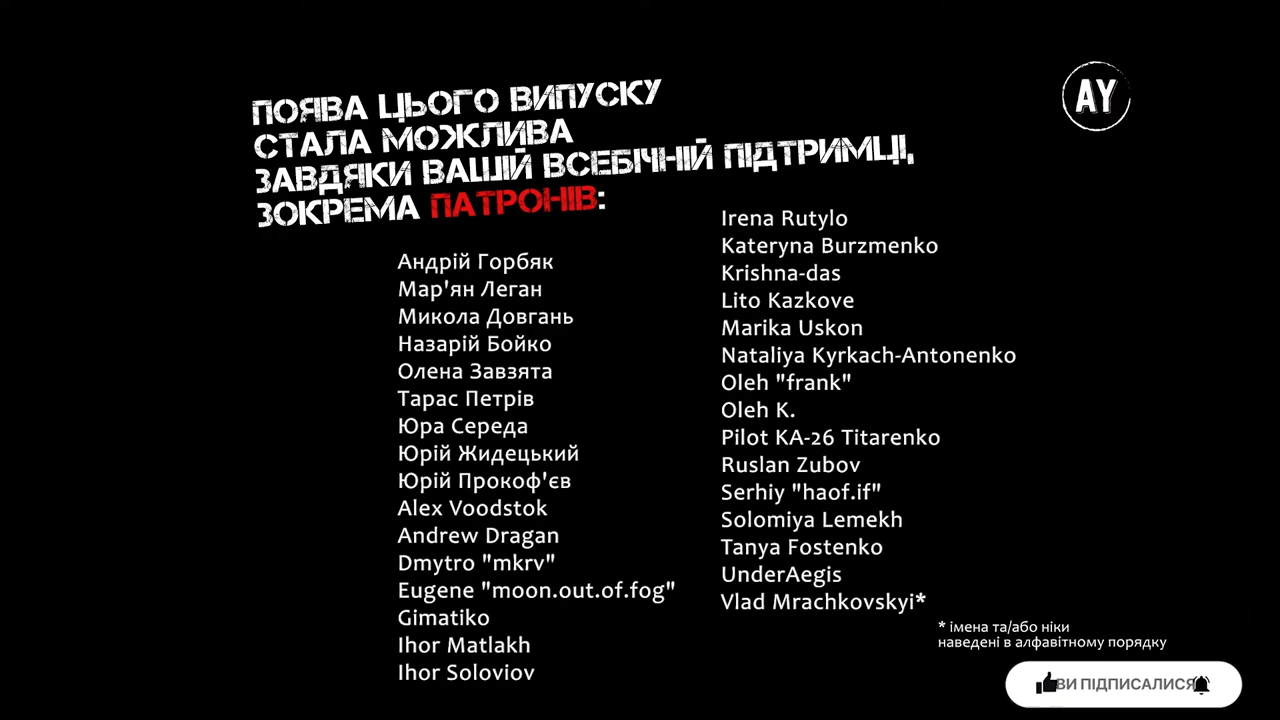 ПОЯВА ЦЬОГО ВИПУСКУ
СТАЛА МОЖЛИВА
ЗАВДЯКИ ВАШІЙ ВСЕБІЧНІЙ ПІДТРИМЦІ,
ЗОКРЕМА ПАТРОНІВ:
AY
Андрій Горбяк
Мар'ян Леган
Микола Довгань
Назарій Бойко
Олена Завзята
Тарас Петрів
Юра Середа
Юрій Жидецький
Юрій Прокоф'єв
Alex Voodstok
Andrew Dragan
Dmytro "mkrv"
Eugene "moon.out.of.fog"
Gimatiko
Ihor Matlakh
Ihor Soloviov
Irena Rutylo
Kateryna Burzmenko
Krishna-das
Lito Kazkove
Marika Uskon
Nataliya Kyrkach-Antonenko
Oleh "frank"
Oleh K.
Pilot KA-26 Titarenko
Ruslan Zubov
Serhiy "haof.if"
Solomiya Lemekh
Tanya Fostenko
UnderAegis
Vlad Mrachkovskyi*
* імена та/або ніки
наведені в алфавітному порядку
ВИ ПІДПИСАЛИСЯ